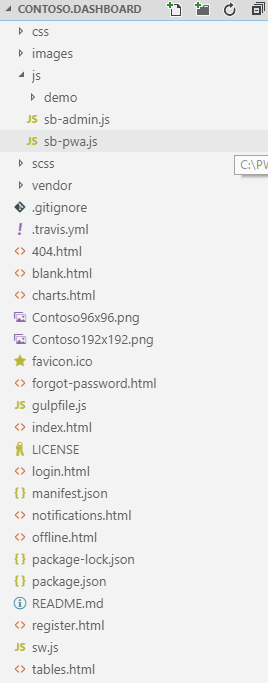 CONTOSO.DASHBOARD
css
images
js
demo
JS sb-admin.js
JS sb-pwa.js
C:\PW
scss
vendor
.gitignore
! .travis.yml
<> 404.html
<> blank.html
<> charts.html
Contoso96x96.png
Contoso192x192.png
favicon.ico
<> forgot-password.html
JS gulpfile.js
<> index.html
LICENSE
<> login.html
{ } manifest.json
<> notifications.html
<> offline.html
{ } package-lock.json
{ } package.json
README.md
<> register.html
JS sw.js
<> tables.html